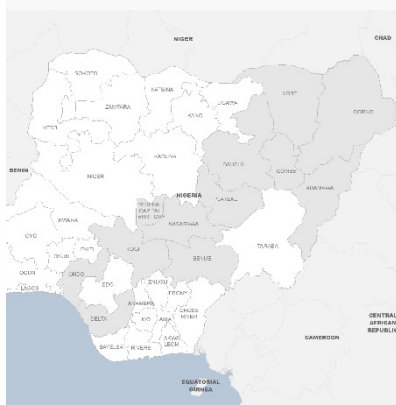 NIGER
CHAD
SOKOTO
KATSINA
YOBE
JIGAWA
ZAMFARA
BORNO
KANO
KEBBI
KADUNA
BAUCHI
BENIN
GOMBE
NIGER
ADAMAWA
NIGERIA
PLATEAU
FEDERAL
CAPITAL
TERRITORY
KWARA
NASARAWA
OYO
TARABA
EKITI
KOGI
OSUN
BENUE
OGUN
ONDO
EDO
ENUGU
LAGOS
EBONYI
ANAMBRA
CROSS
RIVER
DELTA
IMO
ABIA
CENTRAL
AFRICAN
REPUBLIC
AKWA
IBOM
CAMEROON
BAYELSA
RIVERS
EQUATORIAL
GUINEA